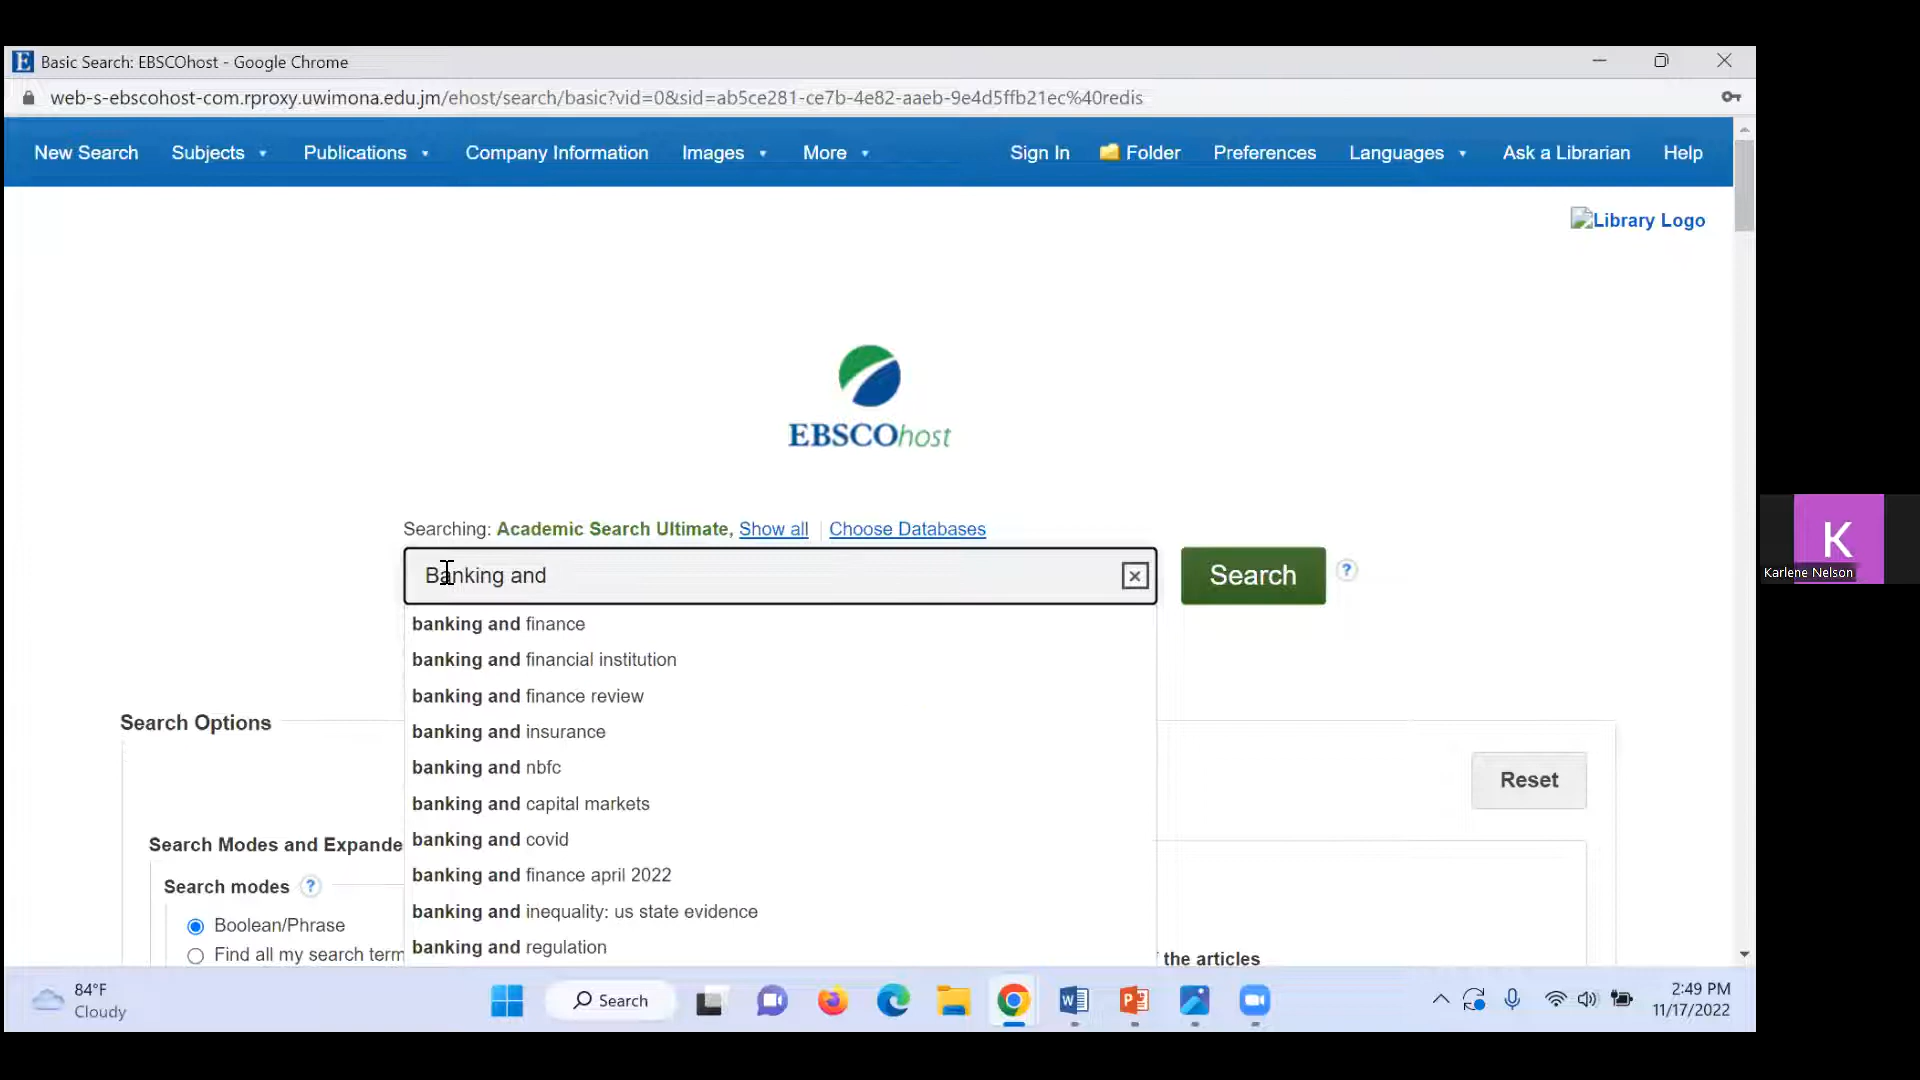 Basic Search: EBSCOhost - Google Chrome
web-s-ebscohost-com.rproxy.uwimona.edu.jm/ehost/search/basic?vid=0&sid=ab5ce281-ce7b-4e82-aaeb-9e4d5ffb21ec%40redis
New Search Subjects Publications Company Information Images More Sign In Folder Preferences Languages Ask a Librarian Help
Library Logo
EBSCOhost
Searching: Academic Search Ultimate, Show all Choose Databases
Banking and Search ?
banking and finance
banking and financial institution
banking and finance review
banking and insurance
banking and nbfc
banking and capital markets
banking and covid
banking and finance april 2022
banking and inequality: us state evidence
banking and regulation
Search Options
Reset
Search Modes and Expande
Search modes ?
Boolean/Phrase
Find all my search term
the articles
K
Karlene Nelson
84°F
Cloudy
Search
2:49 PM
11/17/2022